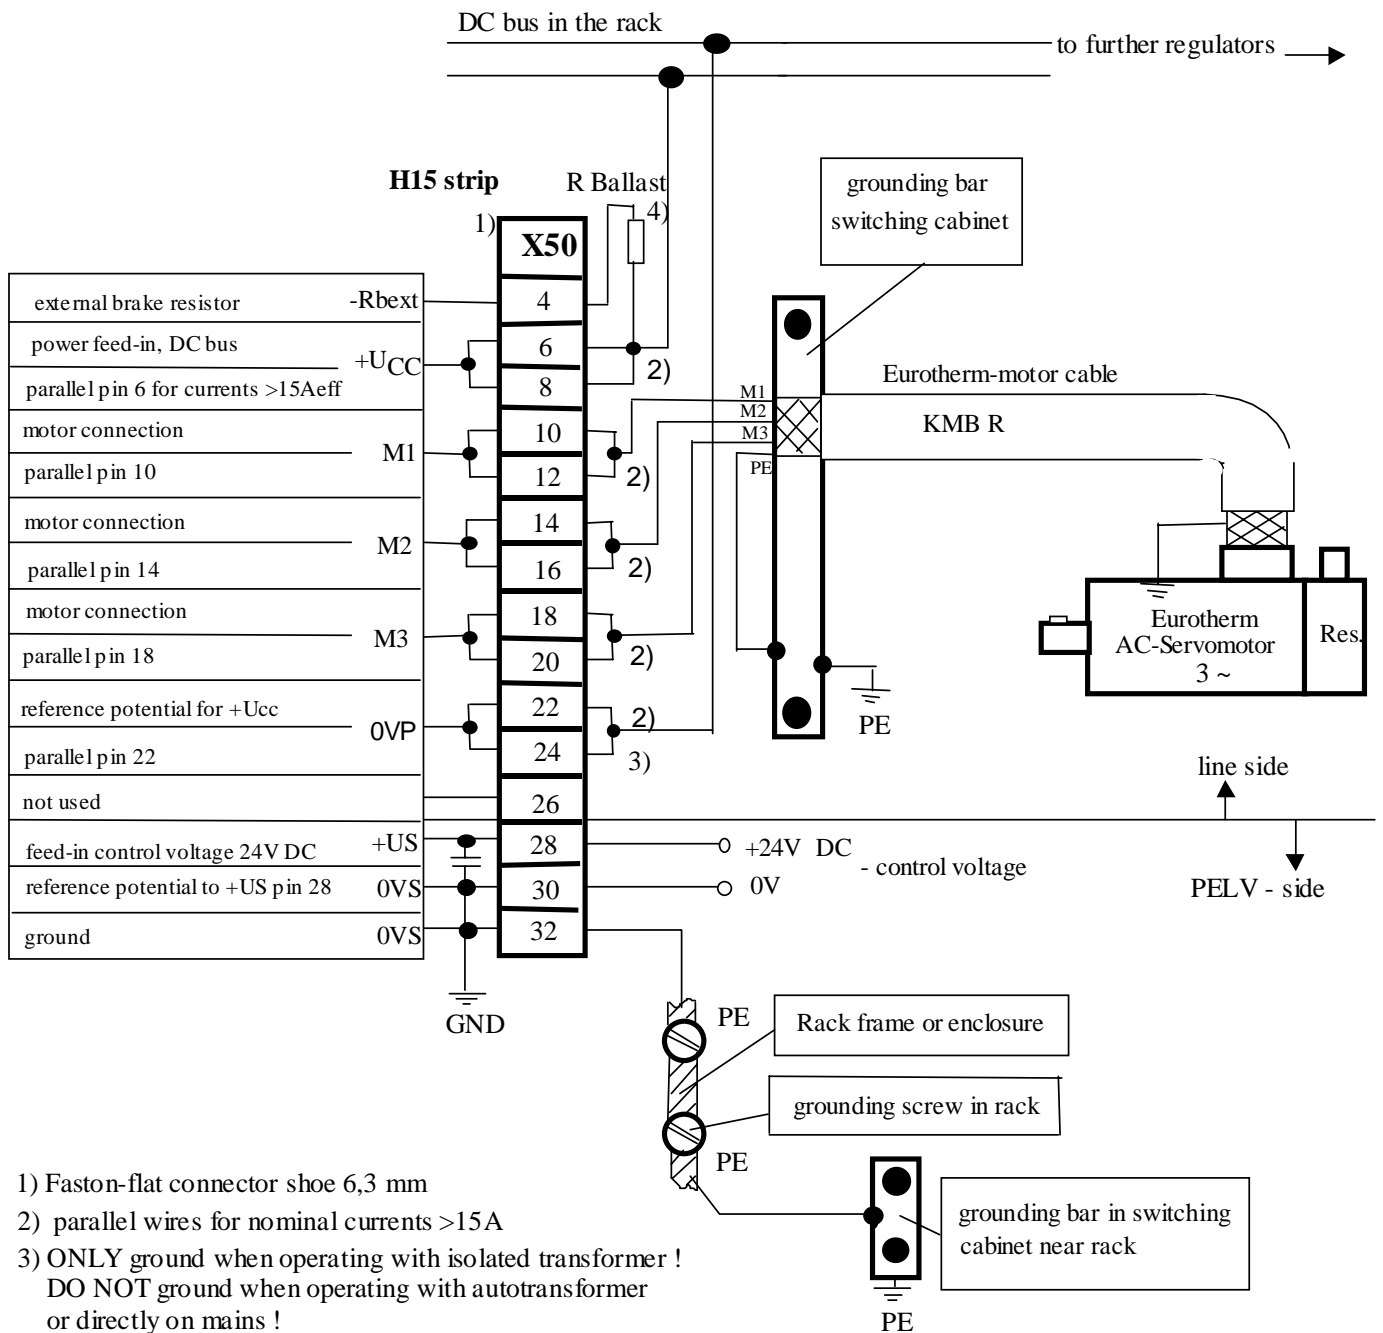 DC bus in the rack
to further regulators
H15 strip
R Ballast
4)
1)
X50
grounding bar
switching cabinet
external brake resistor
-Rbext
4
power feed-in, DC bus
+UCC
6
2)
parallel pin 6 for currents >15Aeff
8
Eurotherm-motor cable
KMB R
M1
M2
M3
PE
motor connection
M1
10
parallel pin 10
12
2)
motor connection
M2
14
parallel pin 14
16
2)
motor connection
M3
18
parallel pin 18
20
2)
Eurotherm
AC-Servomotor
3 ~
Res.
PE
reference potential for +Ucc
0VP
22
2)
parallel pin 22
24
3)
not used
26
line side
feed-in control voltage 24V DC
+US
28
+24V DC
- control voltage
reference potential to +US pin 28
0VS
30
0V
PELV - side
ground
0VS
32
GND
PE
Rack frame or enclosure
grounding screw in rack
PE
grounding bar in switching
cabinet near rack
PE
1) Faston-flat connector shoe 6,3 mm
2) parallel wires for nominal currents >15A
3) ONLY ground when operating with isolated transformer !
DO NOT ground when operating with autotransformer
or directly on mains !